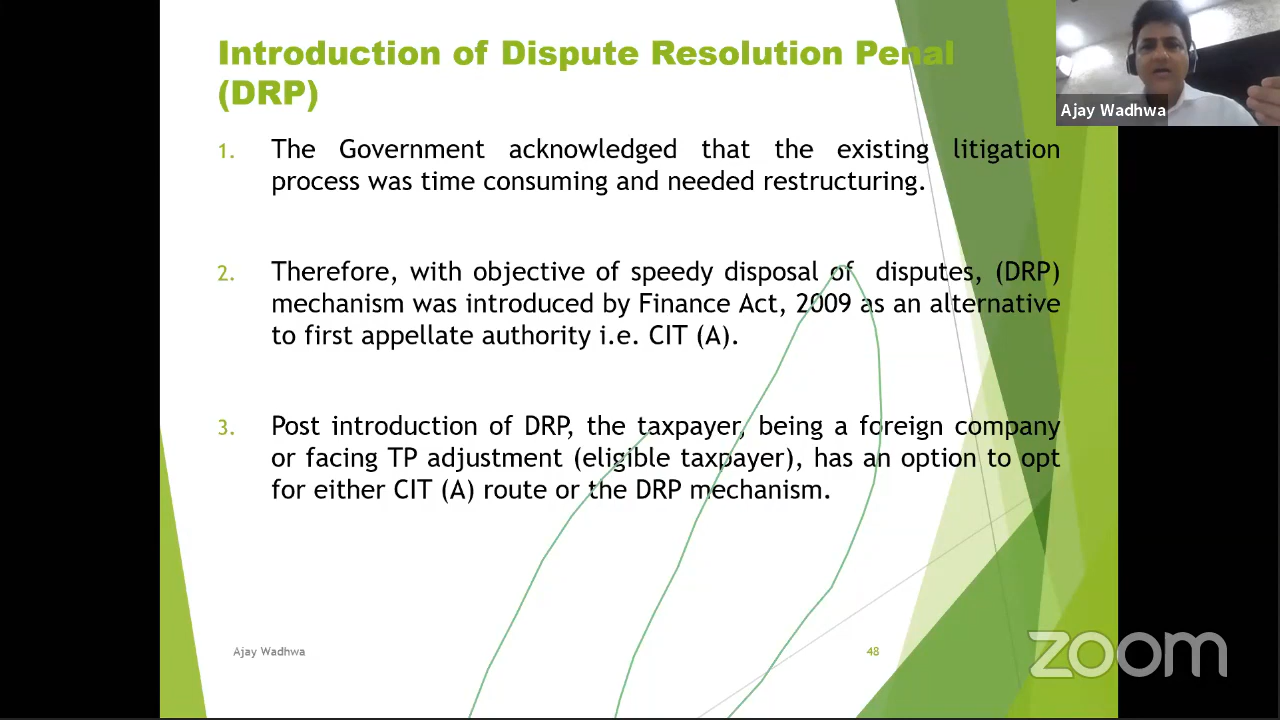 Introduction of Dispute Resolution Penal
(DRP)
Ajay Wadhwa
1. The Government acknowledged that the existing litigation
process was time consuming and needed restructuring.
2. Therefore, with objective of speedy disposal of disputes, (DRP)
mechanism was introduced by Finance Act, 2009 as an alternative
to first appellate authority i.e. CIT (A).
3. Post introduction of DRP, the taxpayer, being a foreign company
or facing TP adjustment (eligible taxpayer), has an option to opt
for either CIT (A) route or the DRP mechanism.
Ajay Wadhwa
48
zoom